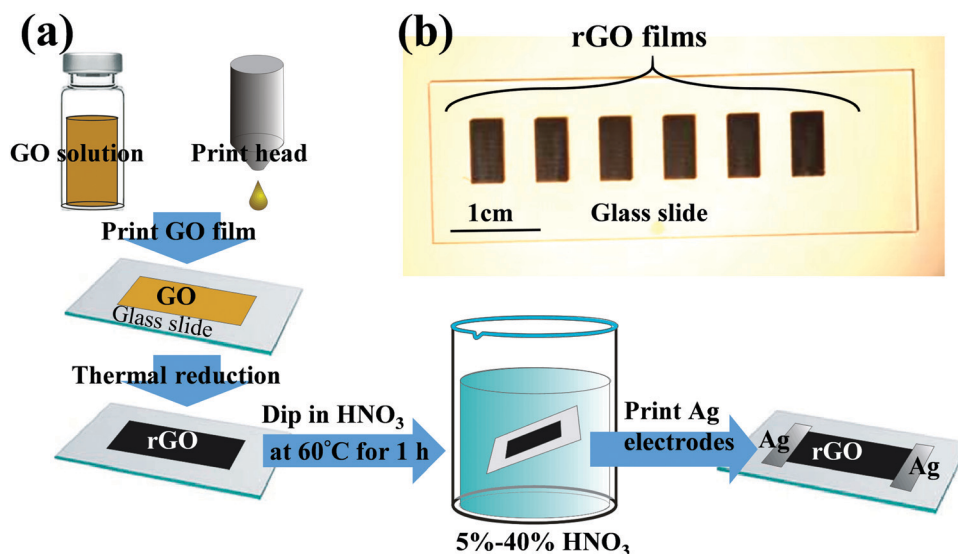 (a)
GO solution
Print head
Print GO film
GO
Glass slide
Thermal reduction
rGO
Dip in HNO₃
at 60°C for 1 h
5%-40% HNO₃
Print Ag
electrodes
Ag
rGO
Ag
(b)
rGO films
1cm
Glass slide